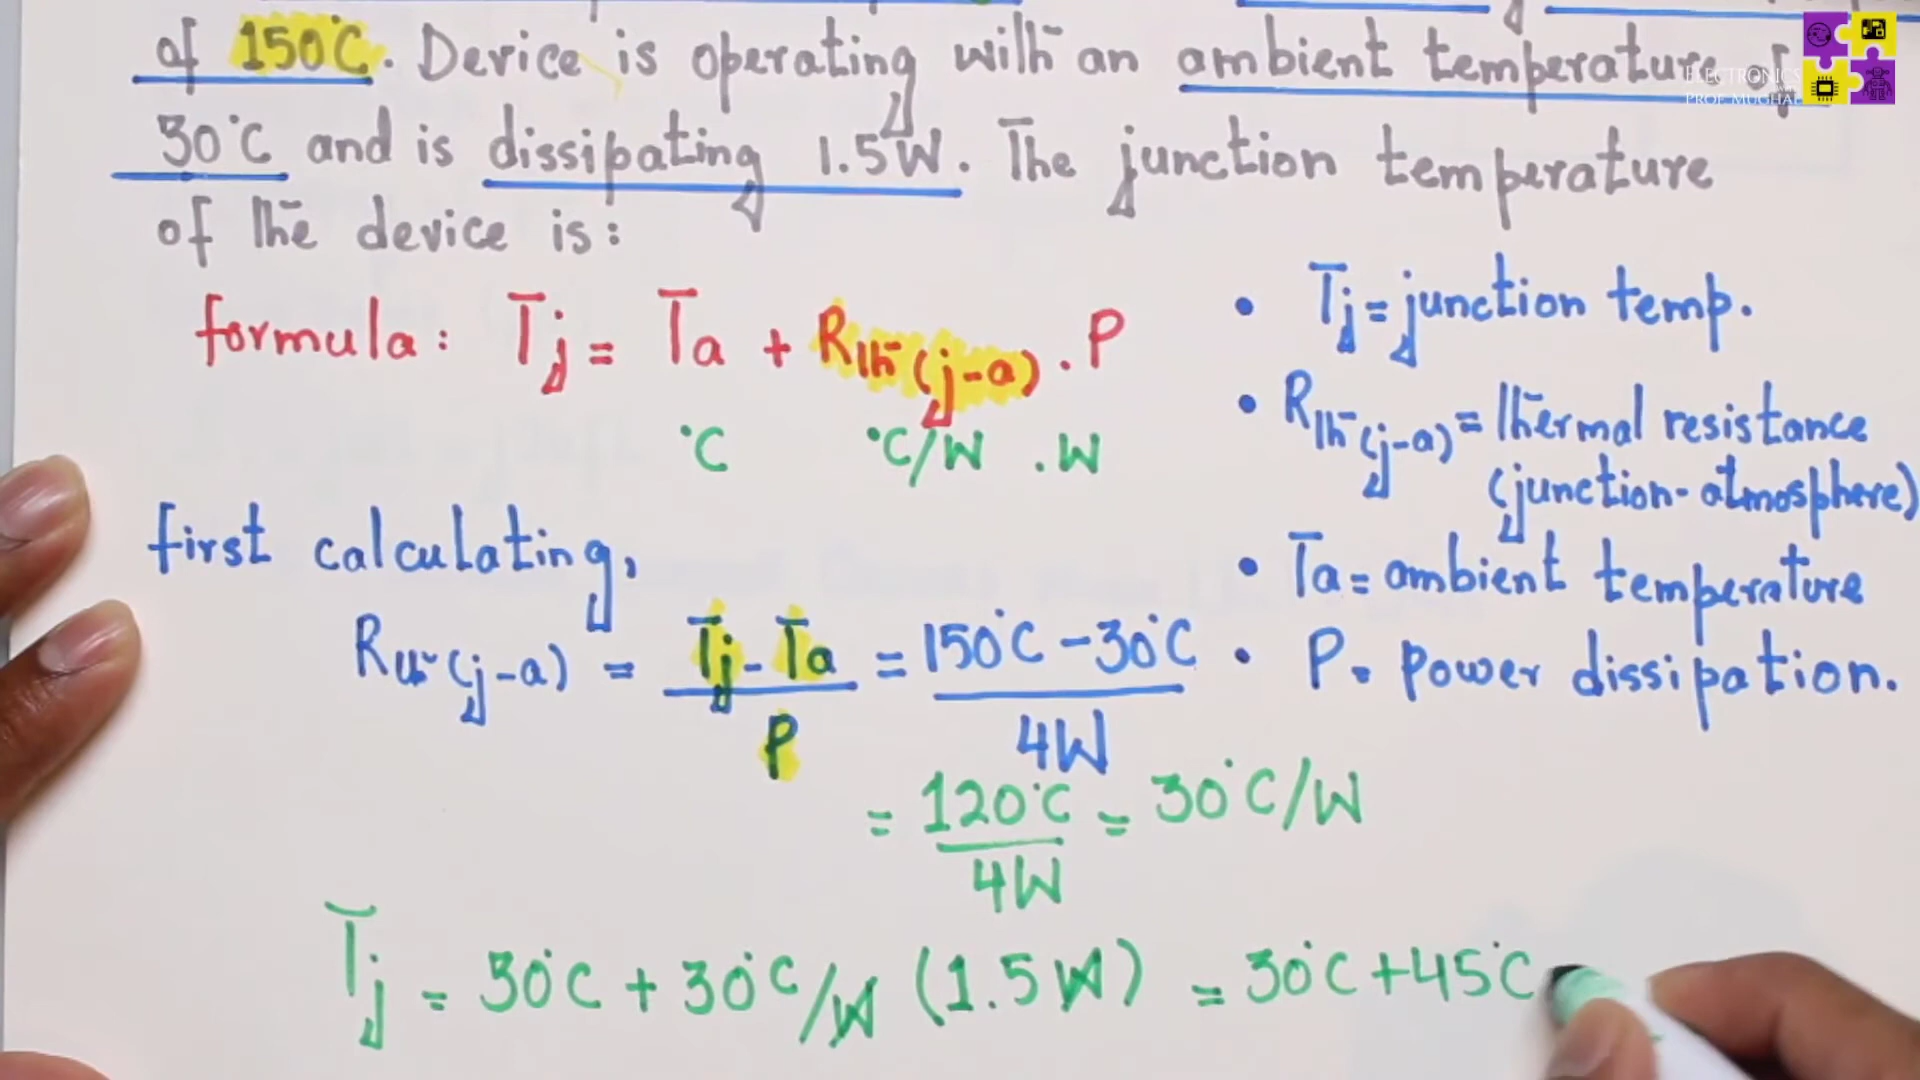 of 150°C. Device is operating with an ambient temperature of
ELECTRONICS
PROF MUGHAL
30°C and is dissipating 1.5W. The junction temperature
of the device is:
formula: Tj = Ta + Rth(j-a) . P
°C °C/W . W
• Tj = junction temp.
• Rth(j-a) = thermal resistance
(junction-atmosphere)
• Ta = ambient temperature
• P = power dissipation.
first calculating,
Rth(j-a) = Tj - Ta / P = 150°C - 30°C / 4W
= 120°C / 4W = 30°C/W
Tj = 30°C + 30°C/W (1.5W) = 30°C + 45°C